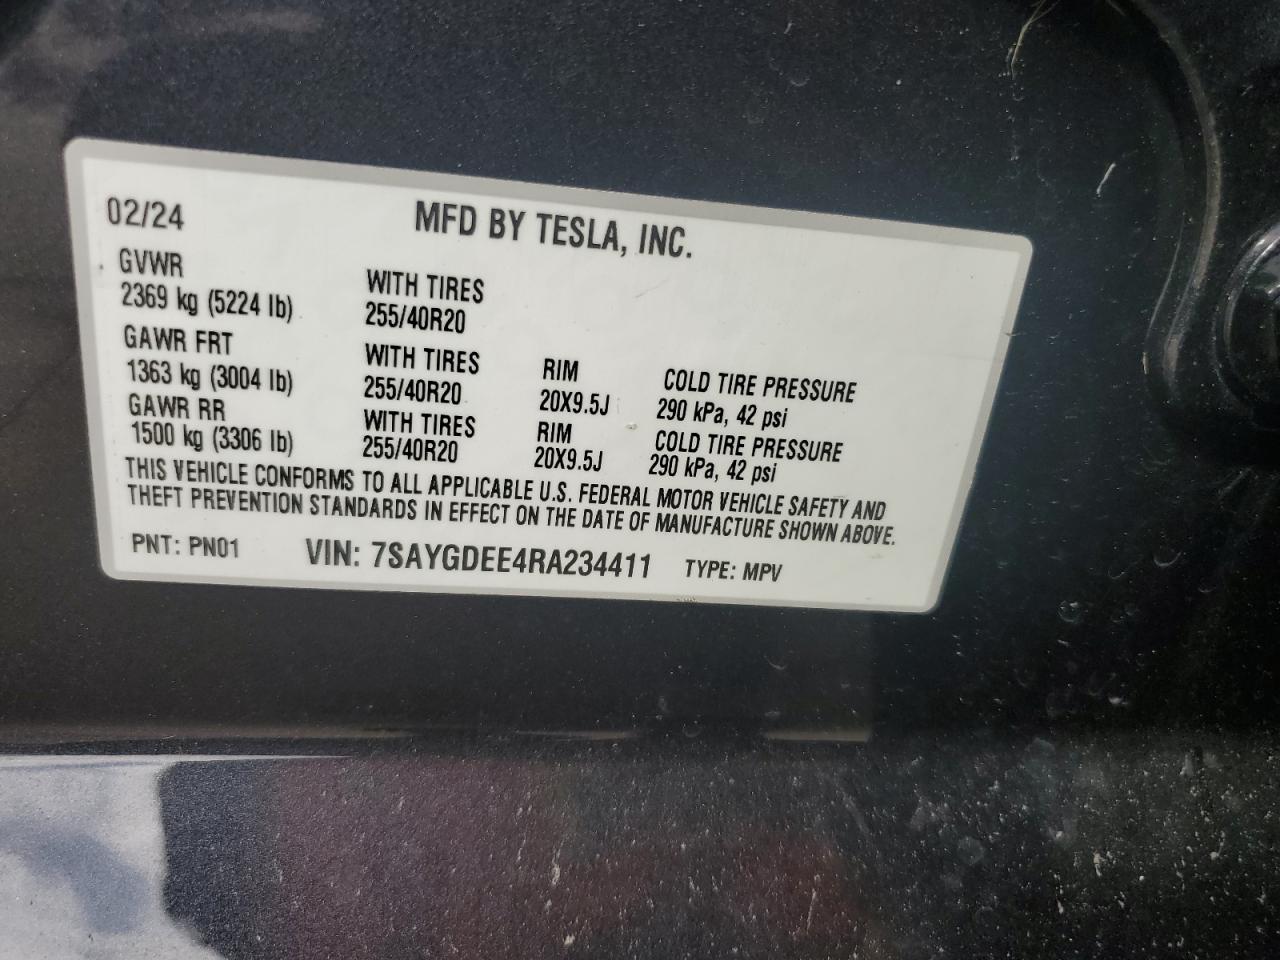 02/24 MFD BY TESLA, INC.
GVWR WITH TIRES
2369 kg (5224 lb) 255/40R20
GAWR FRT WITH TIRES RIM COLD TIRE PRESSURE
1363 kg (3004 lb) 255/40R20 20X9.5J 290 kPa, 42 psi
GAWR RR WITH TIRES RIM COLD TIRE PRESSURE
1500 kg (3306 lb) 255/40R20 20X9.5J 290 kPa, 42 psi
THIS VEHICLE CONFORMS TO ALL APPLICABLE U.S. FEDERAL MOTOR VEHICLE SAFETY AND
THEFT PREVENTION STANDARDS IN EFFECT ON THE DATE OF MANUFACTURE SHOWN ABOVE.
PNT: PN01 VIN: 7SAYGDEE4RA234411 TYPE: MPV